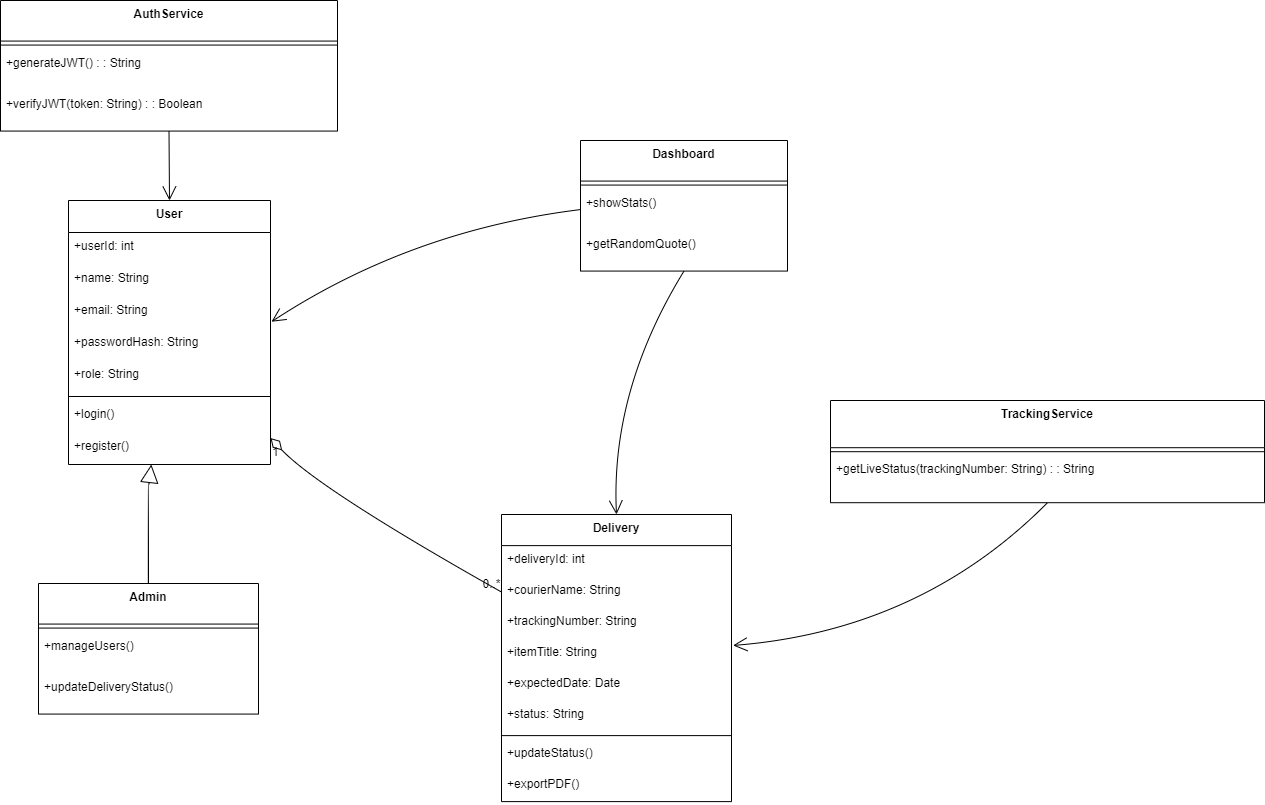 AuthService
+generateJWT() : : String
+verifyJWT(token: String) : : Boolean
Dashboard
+showStats()
+getRandomQuote()
User
+userId: int
+name: String
+email: String
+passwordHash: String
+role: String
+login()
+register()
1
TrackingService
+getLiveStatus(trackingNumber: String) : : String
Delivery
+deliveryId: int
0..*
+courierName: String
+trackingNumber: String
+itemTitle: String
+expectedDate: Date
+status: String
+updateStatus()
+exportPDF()
Admin
+manageUsers()
+updateDeliveryStatus()